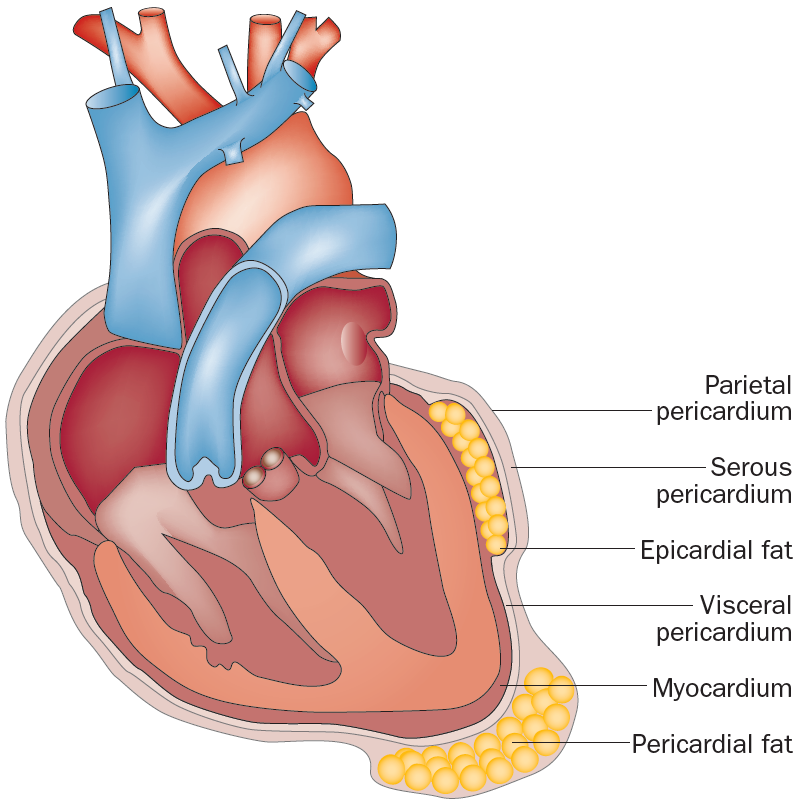 Parietal
pericardium
Serous
pericardium
Epicardial fat
Visceral
pericardium
Myocardium
Pericardial fat